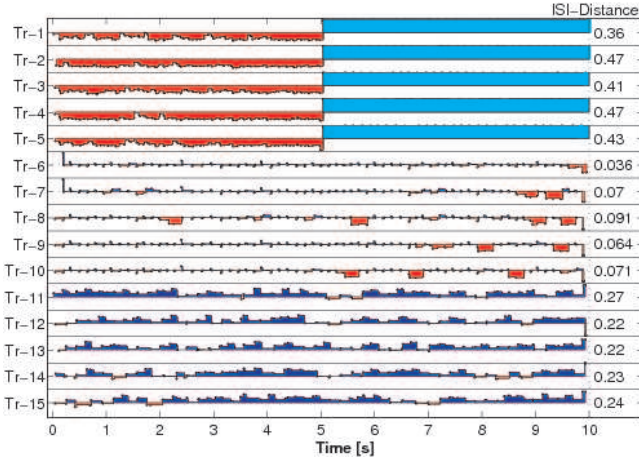 ISI-Distance
Tr-1 0.36
Tr-2 0.47
Tr-3 0.41
Tr-4 0.47
Tr-5 0.43
Tr-6 0.036
Tr-7 0.07
Tr-8 0.091
Tr-9 0.064
Tr-10 0.071
Tr-11 0.27
Tr-12 0.22
Tr-13 0.22
Tr-14 0.23
Tr-15 0.24
0 1 2 3 4 5 6 7 8 9 10
Time [s]